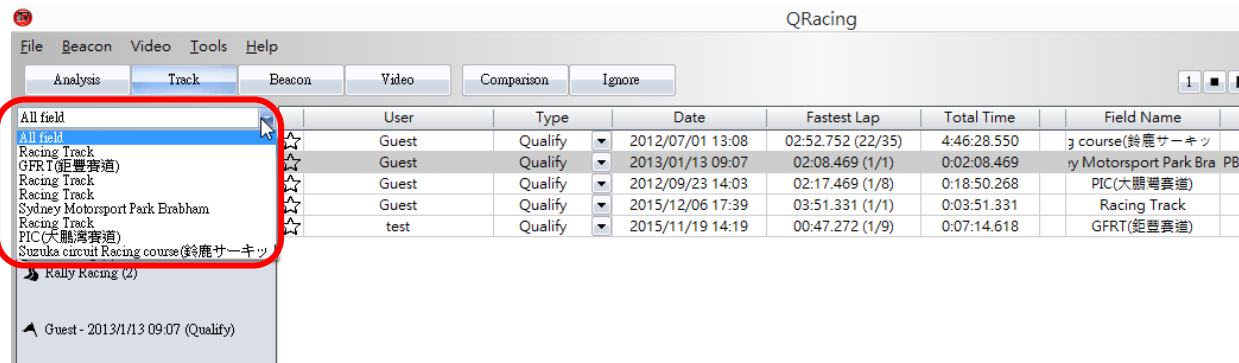 QRacing
File Beacon Video Tools Help
Analysis Track Beacon Video Comparison Ignore 1
All field User Type Date Fastest Lap Total Time Field Name
All field
Racing Track
GFRT(鉅豐賽道)
Racing Track
Racing Track
Sydney Motorsport Park Brabham
Racing Track
PIC(大鵬灣賽道)
Suzuka circuit Racing course(鈴鹿サーキッ
Guest Qualify 2012/07/01 13:08 02:52.752 (22/35) 4:46:28.550 g course(鈴鹿サーキッ
Guest Qualify 2013/01/13 09:07 02:08.469 (1/1) 0:02:08.469 ey Motorsport Park Bra PB
Guest Qualify 2012/09/23 14:03 02:17.469 (1/8) 0:18:50.268 PIC(大鵬灣賽道)
Guest Qualify 2015/12/06 17:39 03:51.331 (1/1) 0:03:51.331 Racing Track
test Qualify 2015/11/19 14:19 00:47.272 (1/9) 0:07:14.618 GFRT(鉅豐賽道)
Rally Racing (2)
Guest - 2013/1/13 09:07 (Qualify)